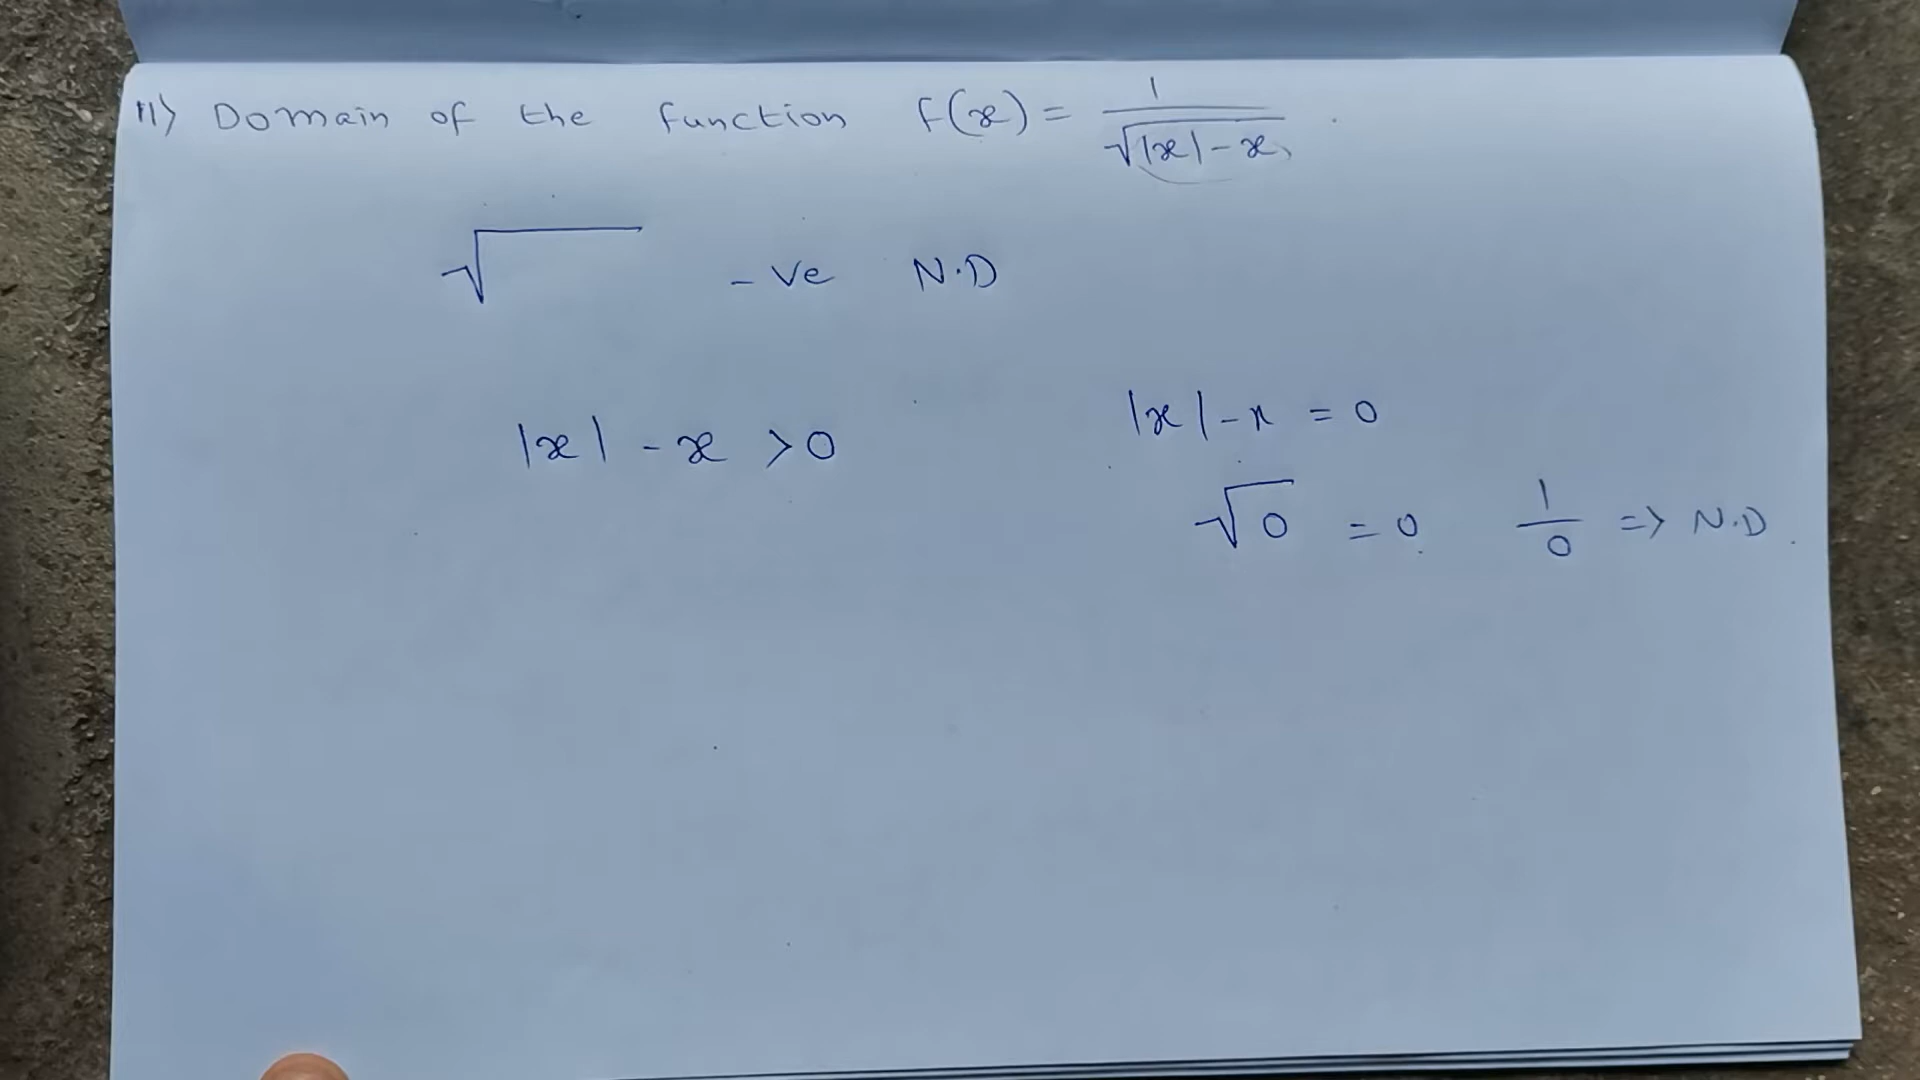 11) Domain of the function f(x) = 1/√(|x| - x) .
√ -ve N.D
|x| - x > 0
|x| - x = 0
√0 = 0 1/0 => N.D.